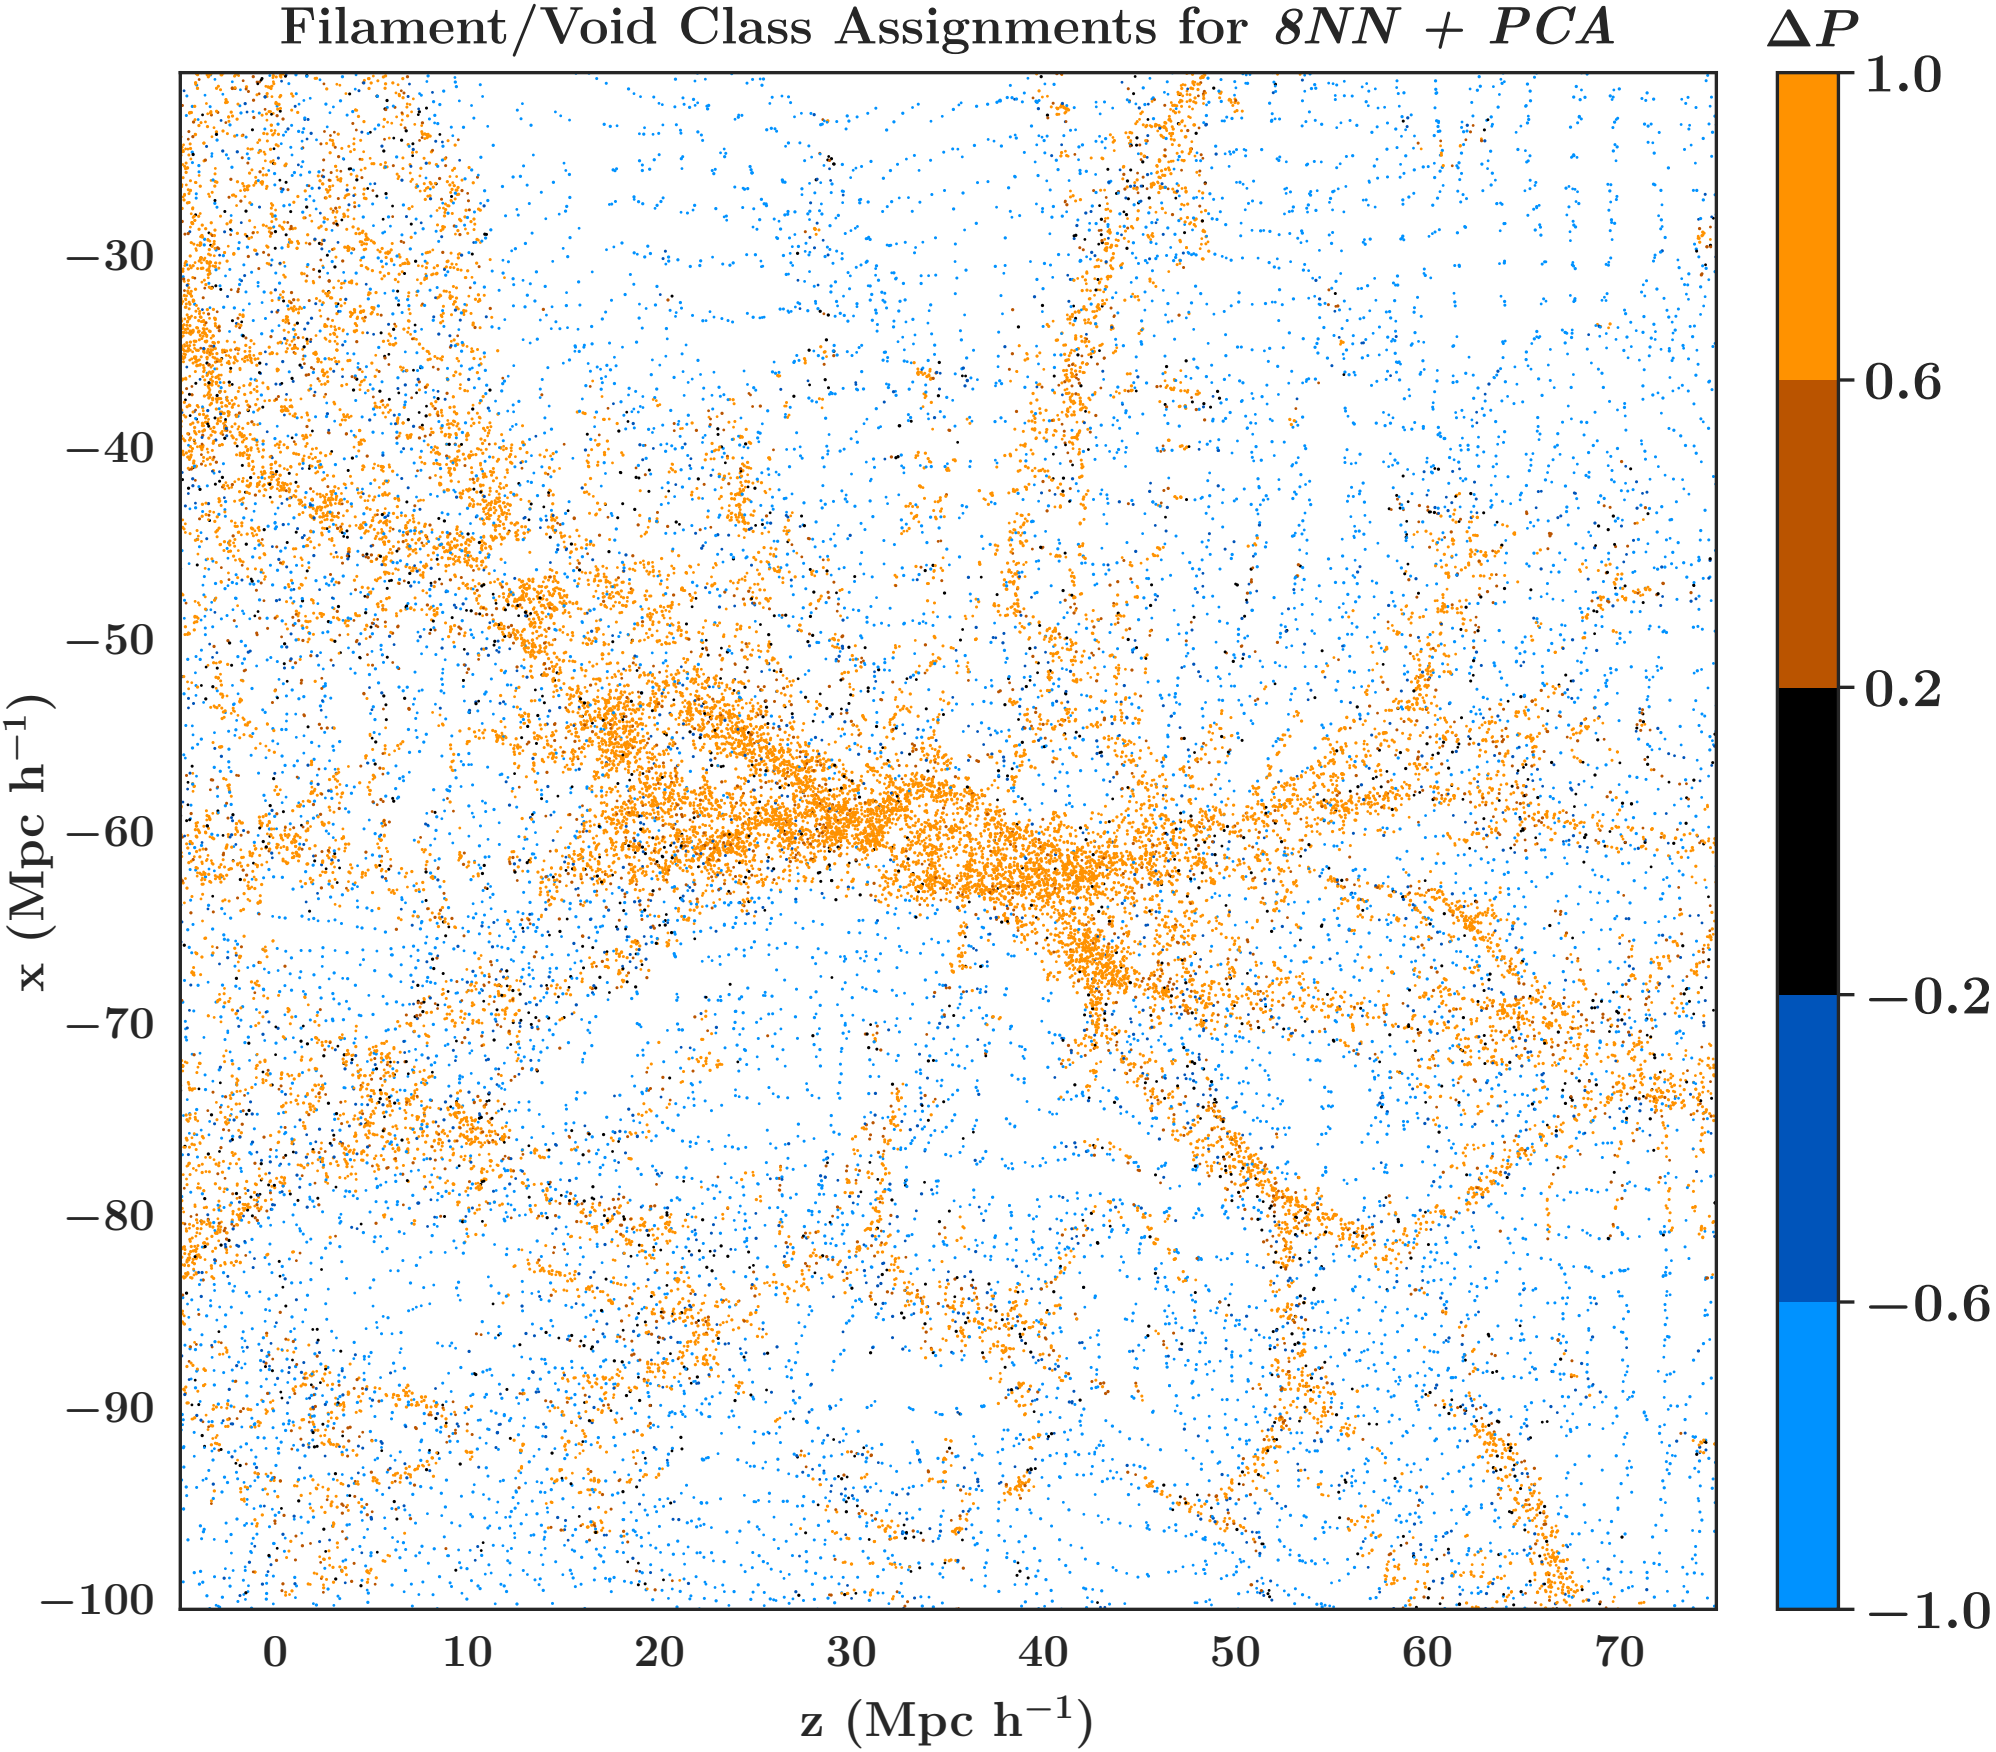 Filament/Void Class Assignments for 8NN + PCA
ΔP
1.0
0.6
0.2
−0.2
−0.6
−1.0
x (Mpc h⁻¹)
−30
−40
−50
−60
−70
−80
−90
−100
0 10 20 30 40 50 60 70
z (Mpc h⁻¹)